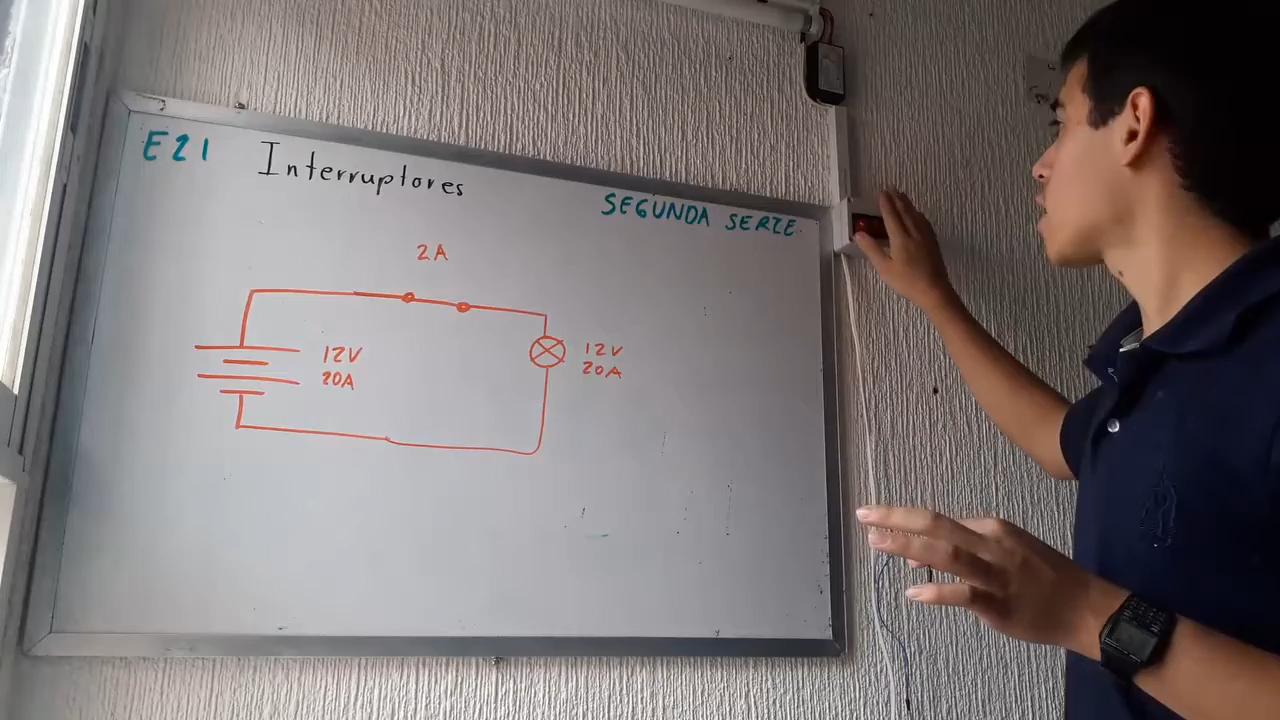 E21
Interruptores
SEGUNDA SERIE
2A
12V
20A
12V
20A